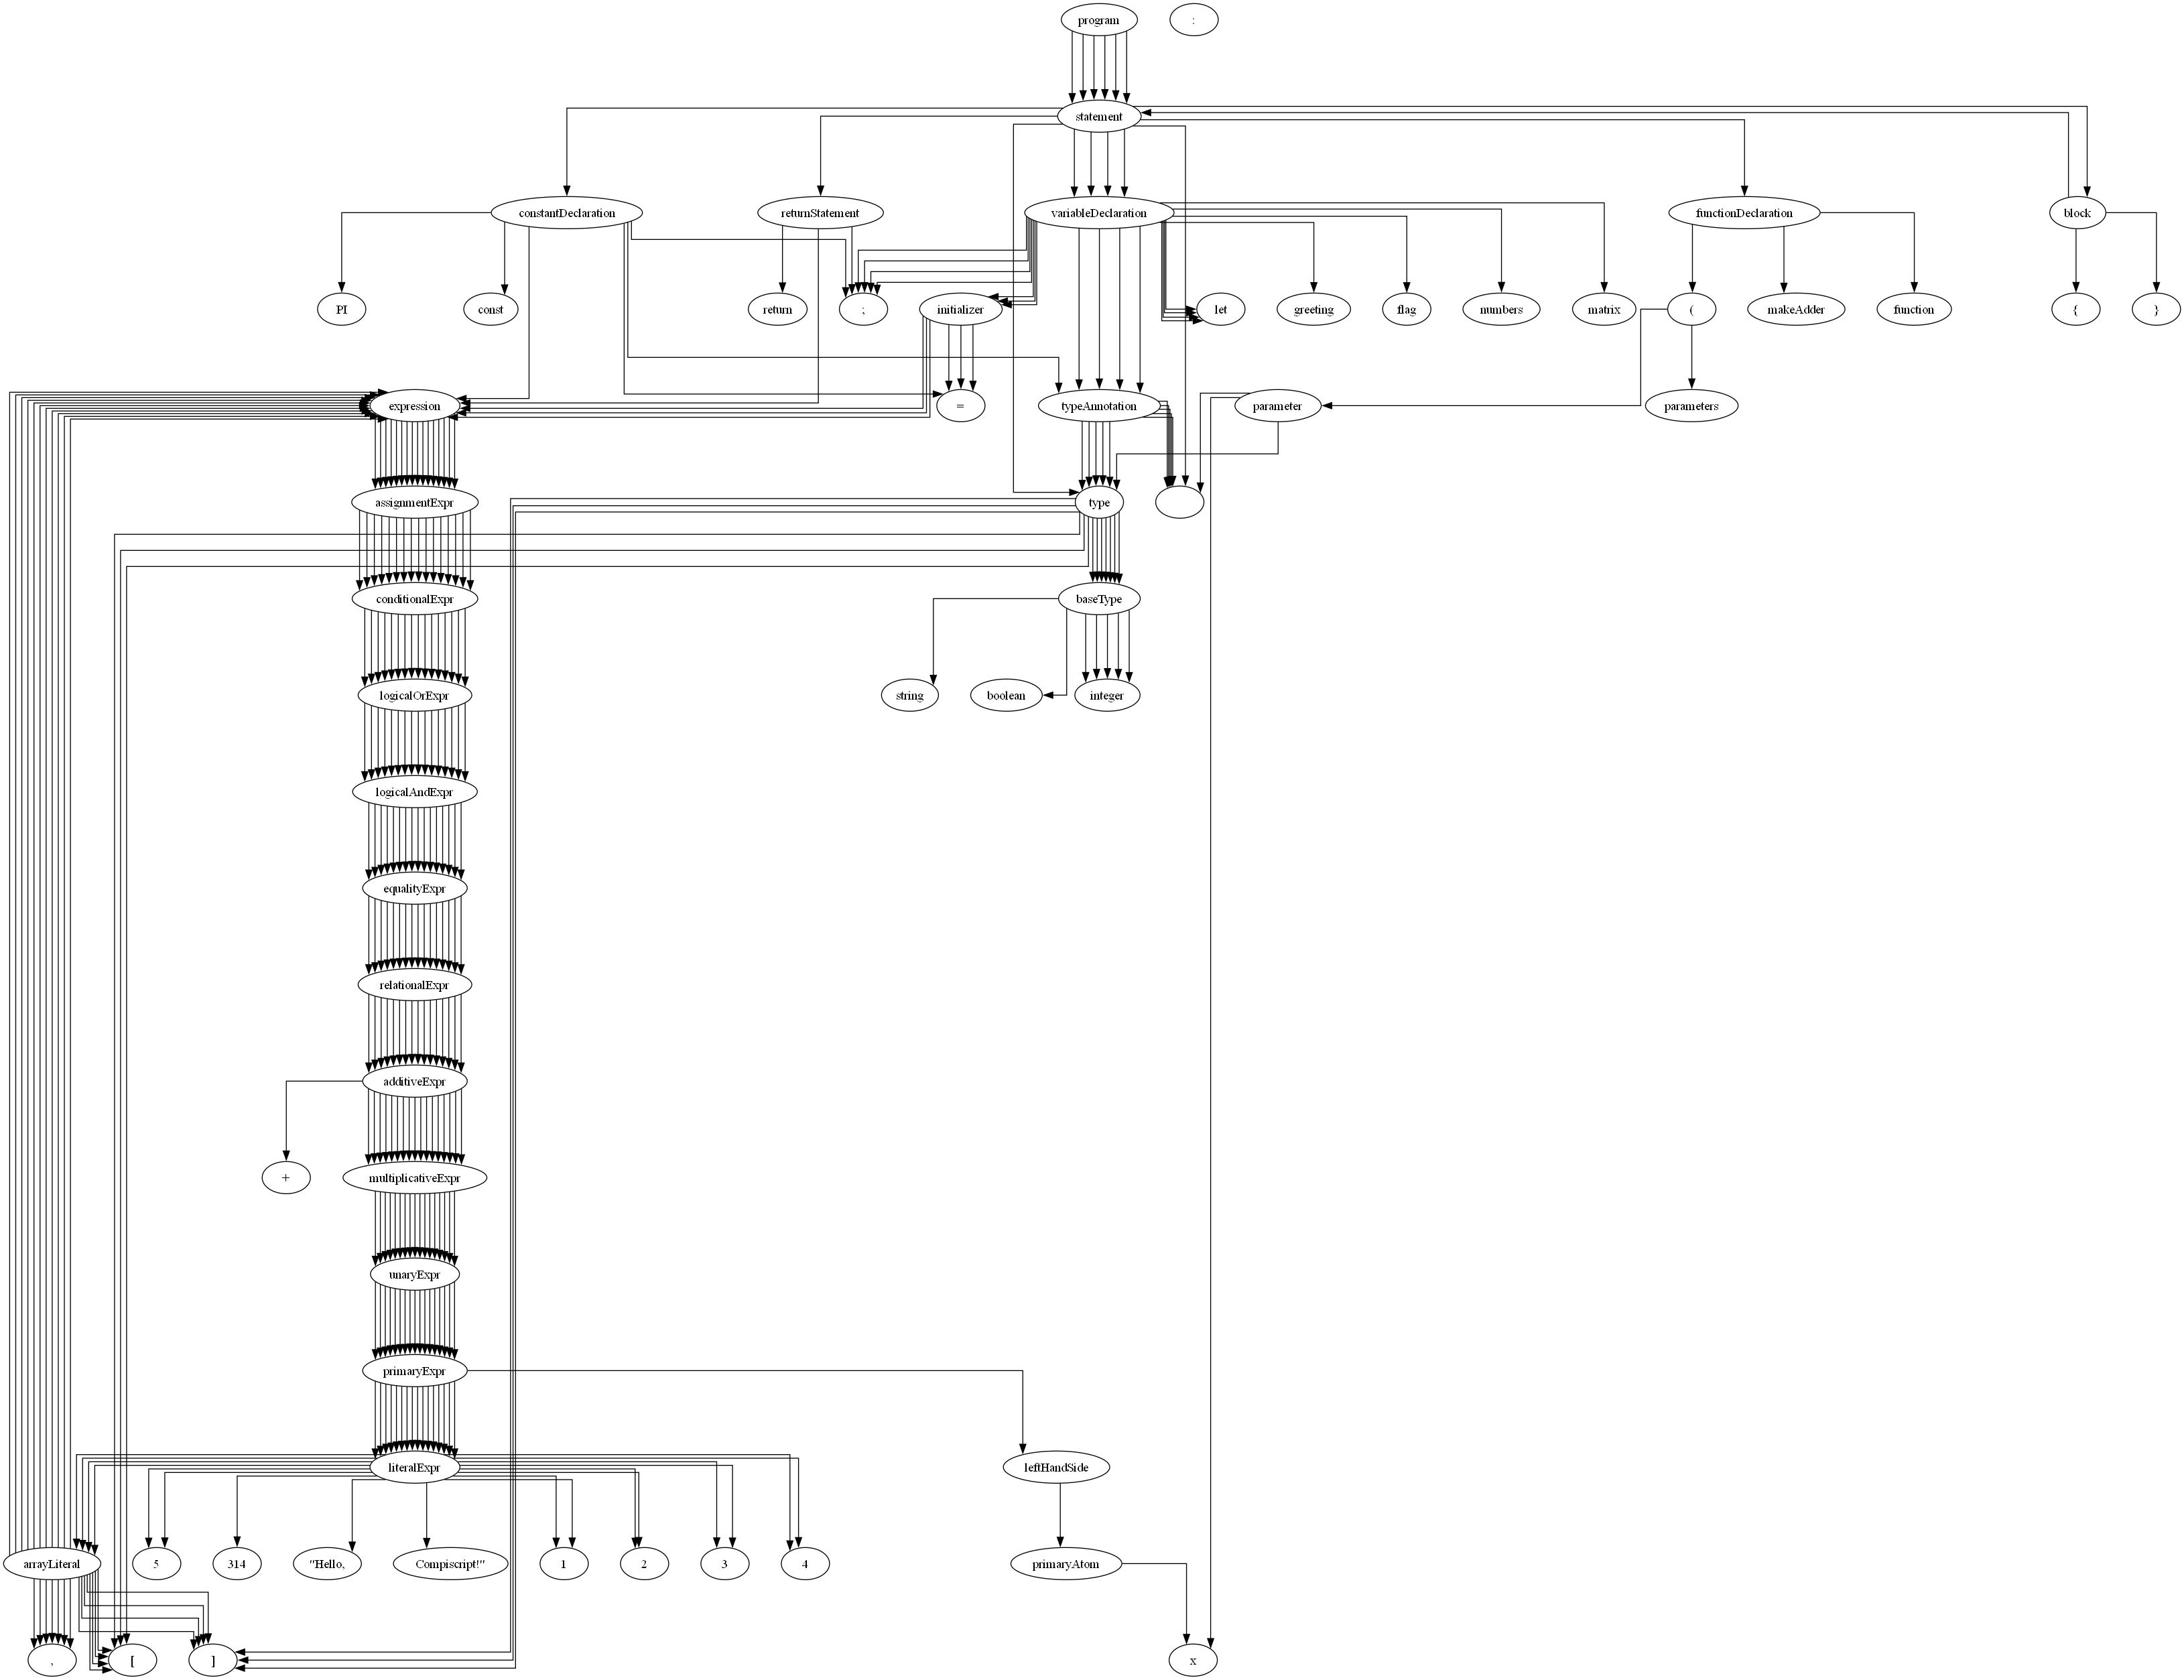 program
:
statement
constantDeclaration
returnStatement
variableDeclaration
functionDeclaration
block
PI
const
return
;
initializer
let
greeting
flag
numbers
matrix
(
makeAdder
function
{
}
expression
=
typeAnnotation
parameter
parameters
assignmentExpr
type
conditionalExpr
baseType
logicalOrExpr
string
boolean
integer
logicalAndExpr
equalityExpr
relationalExpr
additiveExpr
+
multiplicativeExpr
unaryExpr
primaryExpr
literalExpr
leftHandSide
arrayLiteral
5
314
"Hello,
Compiscript!"
1
2
3
4
primaryAtom
,
[
]
x